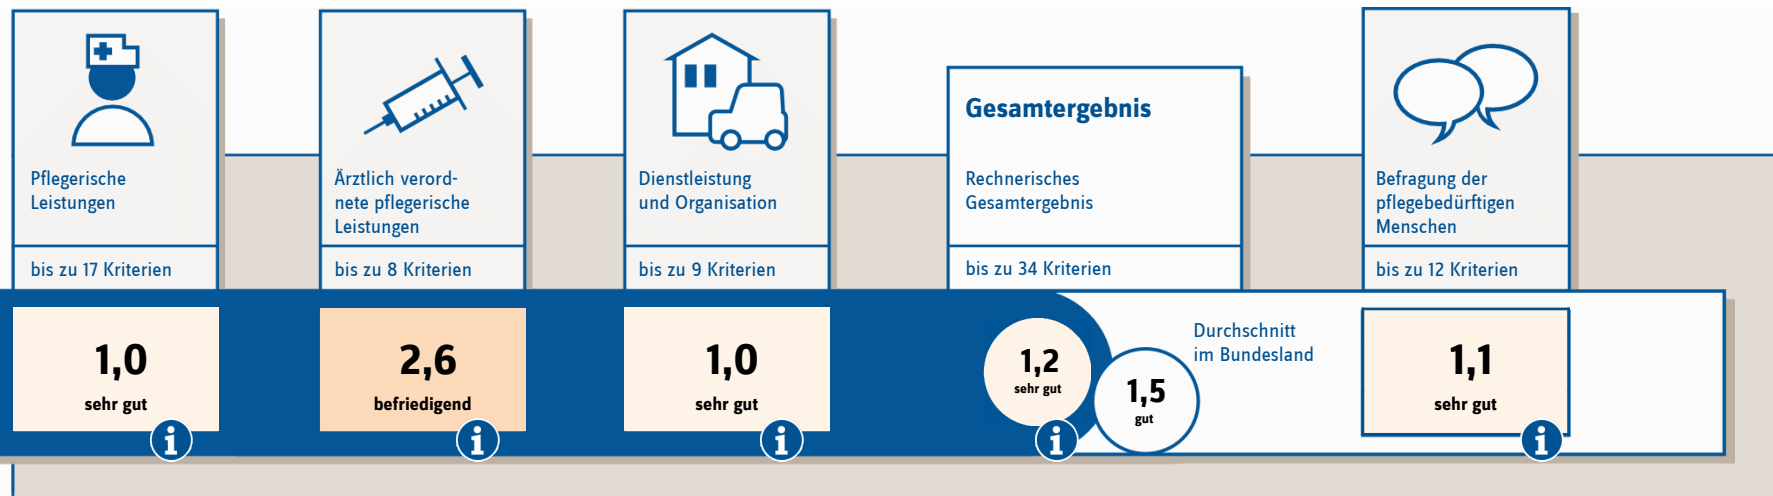 Pflegerische
Leistungen
bis zu 17 Kriterien
1,0
sehr gut
i
Ärztlich verord-
nete pflegerische
Leistungen
bis zu 8 Kriterien
2,6
befriedigend
i
Dienstleistung
und Organisation
bis zu 9 Kriterien
1,0
sehr gut
i
Gesamtergebnis
Rechnerisches
Gesamtergebnis
bis zu 34 Kriterien
1,2
sehr gut
i
1,5
gut
Durchschnitt
im Bundesland
Befragung der
pflegebedürftigen
Menschen
bis zu 12 Kriterien
1,1
sehr gut
i